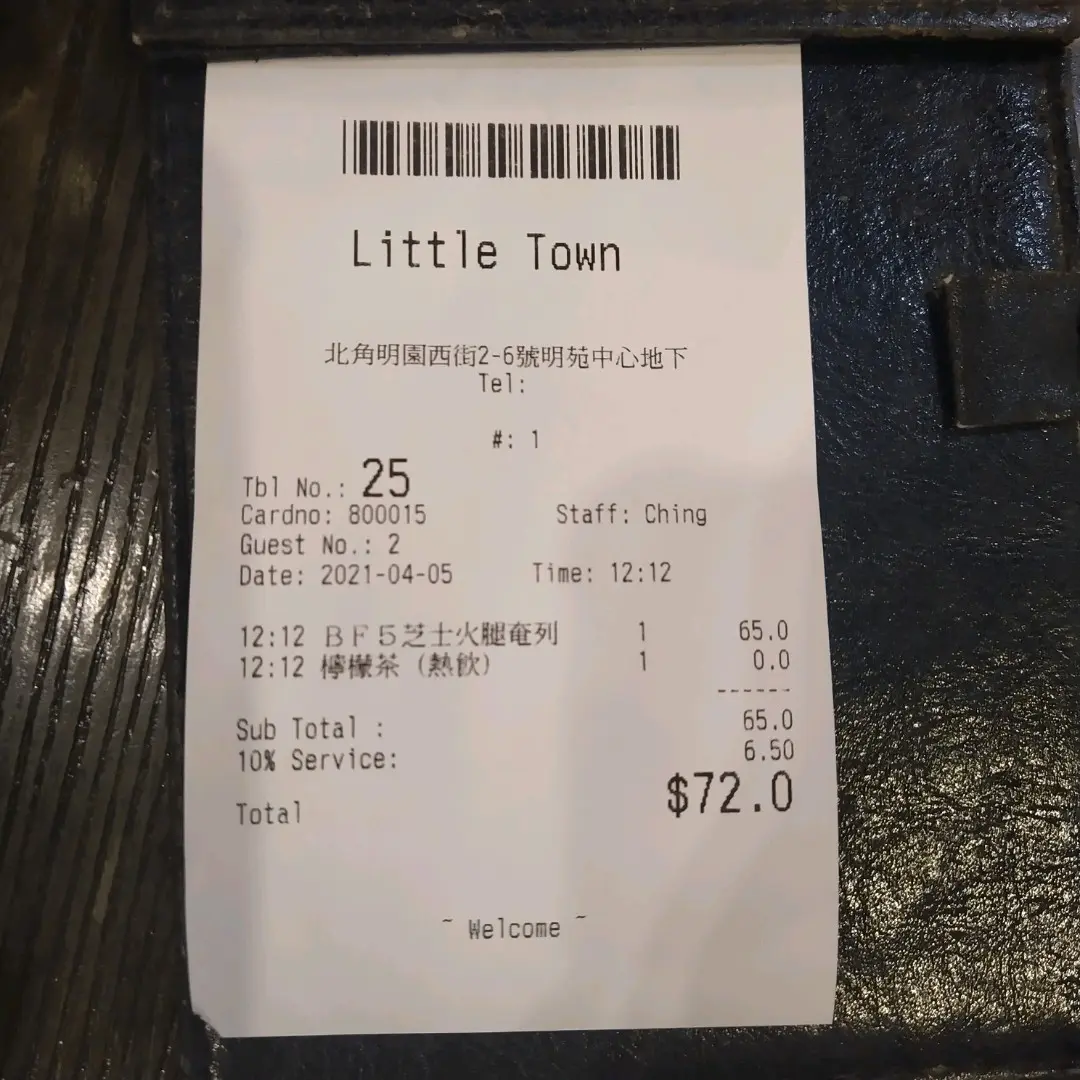 Little Town
北角明園西街2-6號明苑中心地下
Tel:
#: 1
Tbl No.: 25
Cardno: 800015 Staff: Ching
Guest No.: 2
Date: 2021-04-05 Time: 12:12
12:12 ＢＦ５芝士火腿奄列 1 65.0
12:12 檸檬茶 (熱飲) 1 0.0
------
Sub Total : 65.0
10% Service: 6.50
Total $72.0
~ Welcome ~